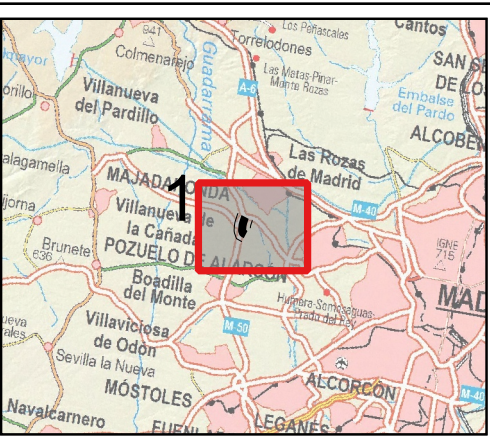 Cantos
Los Peñascales
841
Torrelodones
Colmenarejo
SAN S
DE LO
Las Matas-Pinar-
Monte Rozas
A-6
Guadarrama
Embalse
del Pardo
Villanueva
del Pardillo
ALCOBEN
Las Rozas
de Madrid
MAJADAHONDA
1
M-40
Villanueva de
la Cañada
IGNE
715
Brunete
636
POZUELO DE ALARCÓN
Boadilla
del Monte
Húmera-Somosaguas-
Prado del Rey
MAD
M-50
Villaviciosa
de Odón
Sevilla la Nueva
ALCORCÓN
MÓSTOLES
M-40
Navalcarnero
LEGANÉS